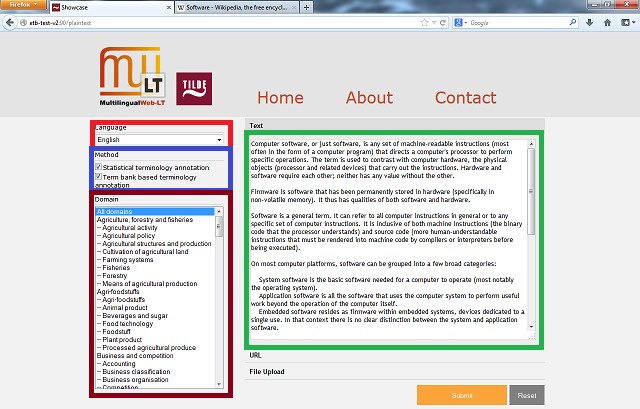 Firefox
Showcase
Software - Wikipedia, the free encycl...
etb-test-v2:90/plaintext
Google
LT
MultilingualWeb-LT
TILDE
Home
About
Contact
Language
English
Method
Statistical terminology annotation
Term bank based terminology
annotation
Domain
All domains
Agriculture, forestry and fisheries
– Agricultural activity
– Agricultural policy
– Agricultural structures and production
– Cultivation of agricultural land
– Farming systems
– Fisheries
– Forestry
– Means of agricultural production
Agri-foodstuffs
– Agri-foodstuffs
– Animal product
– Beverages and sugar
– Food technology
– Foodstuff
– Plant product
– Processed agricultural produce
Business and competition
– Accounting
– Business classification
– Business organisation
– Competition
Text
Computer software, or just software, is any set of machine-readable instructions (most
often in the form of a computer program) that directs a computer's processor to perform
specific operations. The term is used to contrast with computer hardware, the physical
objects (processor and related devices) that carry out the instructions. Hardware and
software require each other; neither has any value without the other.
Firmware is software that has been permanently stored in hardware (specifically in
non-volatile memory). It thus has qualities of both software and hardware.
Software is a general term. It can refer to all computer instructions in general or to any
specific set of computer instructions. It is inclusive of both machine instructions (the binary
code that the processor understands) and source code (more human-understandable
instructions that must be rendered into machine code by compilers or interpreters before
being executed).
On most computer platforms, software can be grouped into a few broad categories:
System software is the basic software needed for a computer to operate (most notably
the operating system).
Application software is all the software that uses the computer system to perform useful
work beyond the operation of the computer itself.
Embedded software resides as firmware within embedded systems, devices dedicated to a
single use. In that context there is no clear distinction between the system and application
software.
URL
File Upload
Submit
Reset